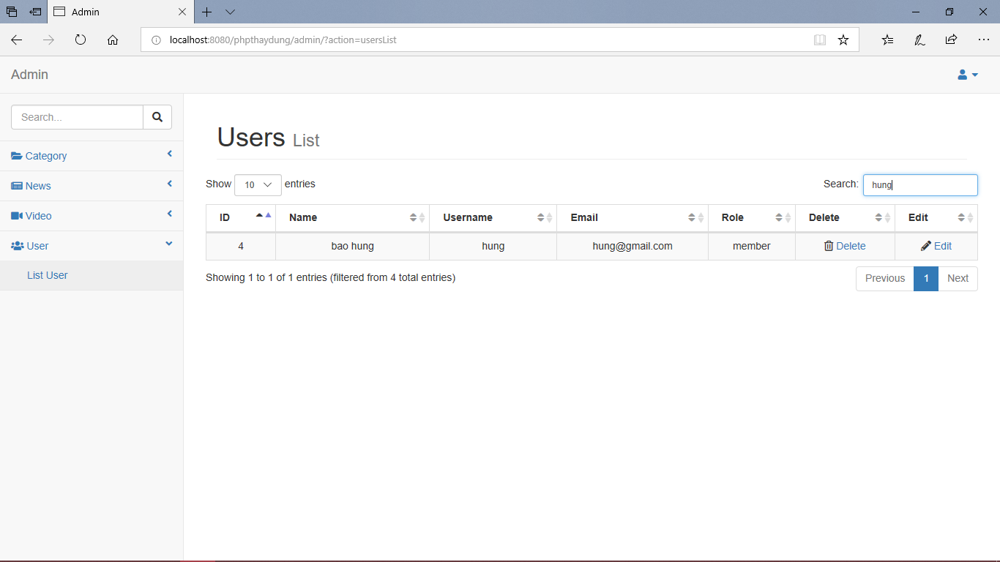 Admin
localhost:8080/phpthaydung/admin/?action=usersList
Admin
Search...
Category
News
Video
User
List User
Users List
Show 10 entries
Search: hung
ID Name Username Email Role Delete Edit
4 bao hung hung hung@gmail.com member Delete Edit
Showing 1 to 1 of 1 entries (filtered from 4 total entries)
Previous 1 Next